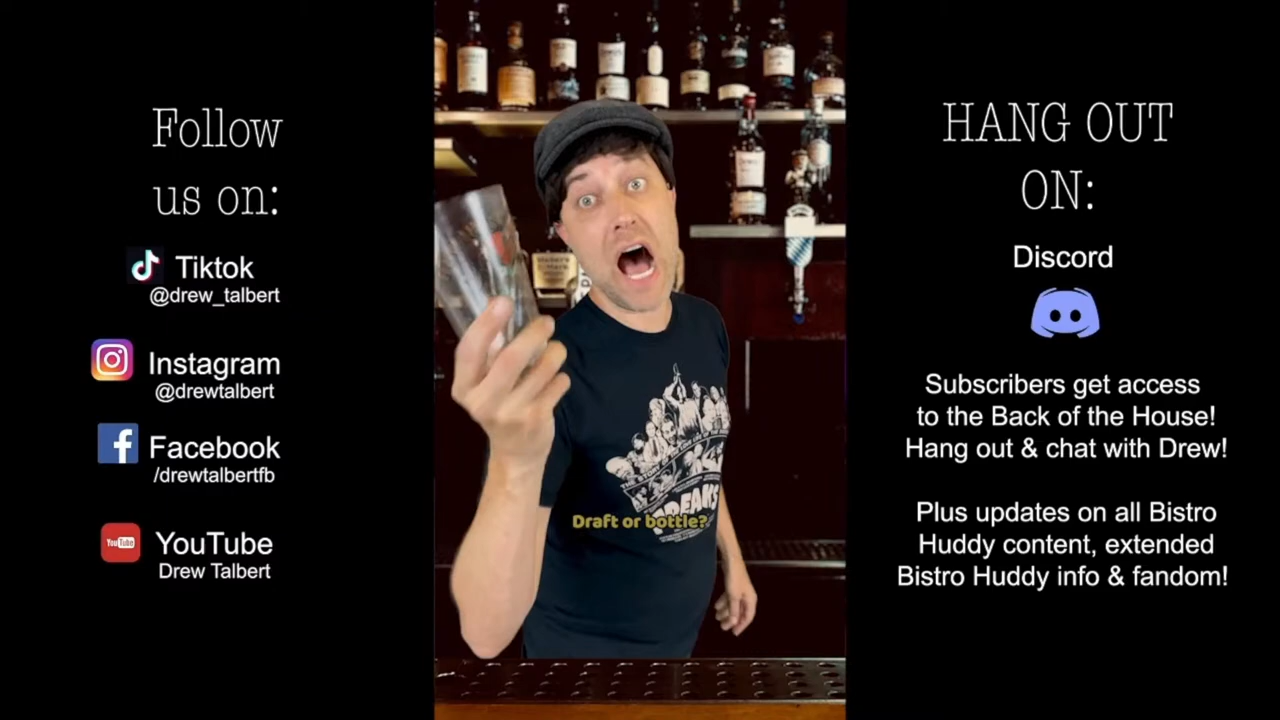 Follow
us on:
Tiktok
@drew_talbert
Instagram
@drewtalbert
Facebook
/drewtalbertfb
YouTube
Drew Talbert
FREAKS
Draft or bottle?
HANG OUT
ON:
Discord
Subscribers get access
to the Back of the House!
Hang out & chat with Drew!
Plus updates on all Bistro
Huddy content, extended
Bistro Huddy info & fandom!